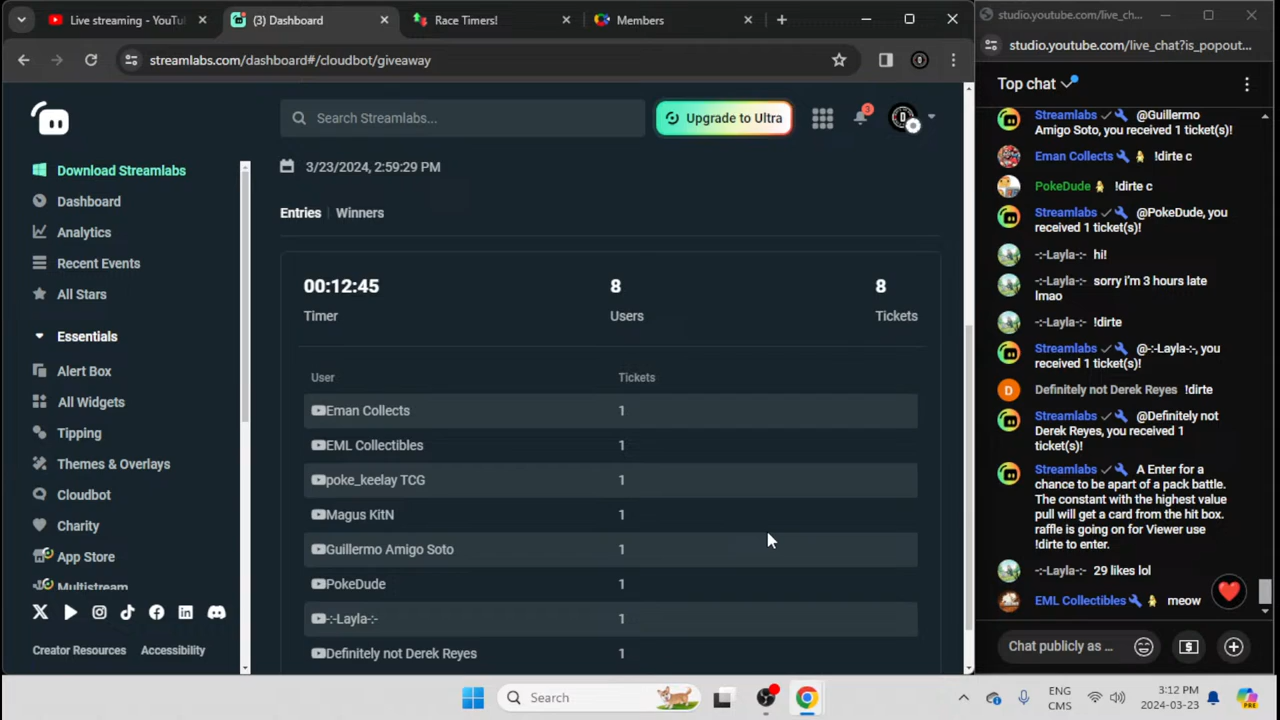 Live streaming - YouTu
(3) Dashboard
Race Timers!
Members
studio.youtube.com/live_ch...
streamlabs.com/dashboard#/cloudbot/giveaway
studio.youtube.com/live_chat?is_popout...
Search Streamlabs...
Upgrade to Ultra
3
Download Streamlabs
Dashboard
Analytics
Recent Events
All Stars
Essentials
Alert Box
All Widgets
Tipping
Themes & Overlays
Cloudbot
Charity
App Store
Multistream
Creator Resources
Accessibility
3/23/2024, 2:59:29 PM
Entries | Winners
00:12:45 8 8
Timer Users Tickets
User Tickets
Eman Collects 1
EML Collectibles 1
poke_keelay TCG 1
Magus KitN 1
Guillermo Amigo Soto 1
PokeDude 1
-:-Layla-:- 1
Definitely not Derek Reyes 1
Top chat
Streamlabs @Guillermo
Amigo Soto, you received 1 ticket(s)!
Eman Collects !dirte c
PokeDude !dirte c
Streamlabs @PokeDude, you
received 1 ticket(s)!
-:-Layla-:- hi!
-:-Layla-:- sorry i'm 3 hours late
lmao
-:-Layla-:- !dirte
Streamlabs @-:-Layla-:-, you
received 1 ticket(s)!
D Definitely not Derek Reyes !dirte
Streamlabs @Definitely not
Derek Reyes, you received 1
ticket(s)!
Streamlabs A Enter for a
chance to be apart of a pack battle.
The constant with the highest value
pull will get a card from the hit box.
raffle is going on for Viewer use
!dirte to enter.
-:-Layla-:- 29 likes lol
EML Collectibles meow
Chat publicly as ...
Search
ENG
CMS
3:12 PM
2024-03-23
PRE